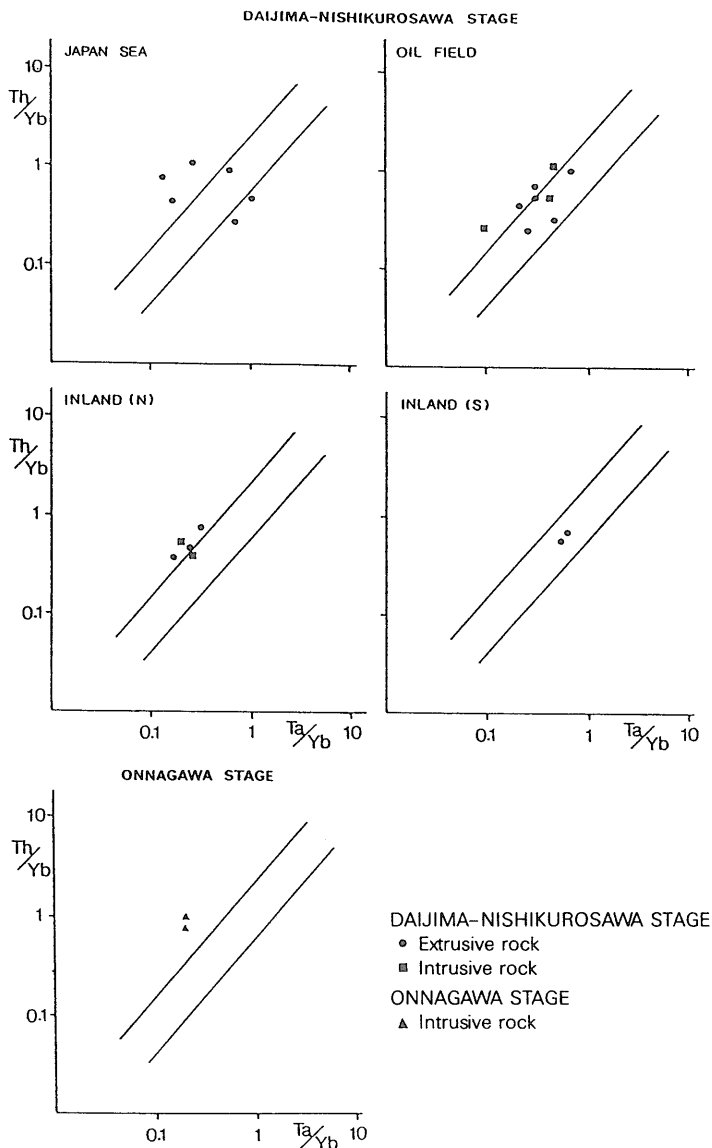 DAIJIMA-NISHIKUROSAWA STAGE
JAPAN SEA
OIL FIELD
10
Th/Yb
1
0.1
INLAND (N)
INLAND (S)
10
Th/Yb
1
0.1
0.1 1 Ta/Yb 10
0.1 1 Ta/Yb 10
ONNAGAWA STAGE
10
Th/Yb
1
0.1
0.1 1 Ta/Yb 10
DAIJIMA-NISHIKUROSAWA STAGE
Extrusive rock
Intrusive rock
ONNAGAWA STAGE
Intrusive rock